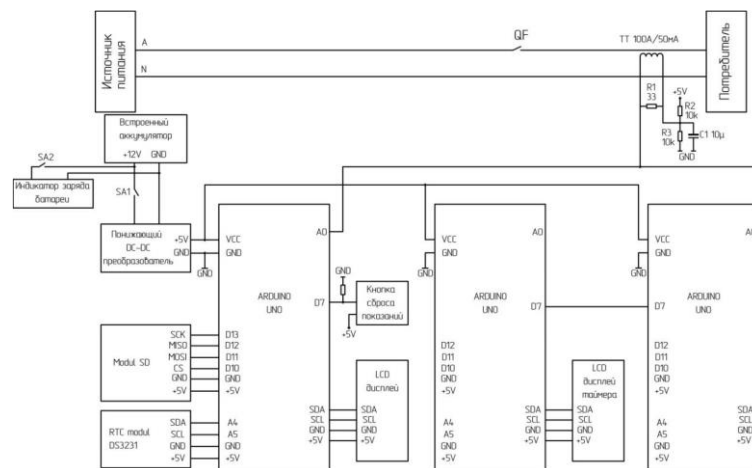 Источник
питания
A
N
QF
ТТ 100А/50мА
Потребитель
R1
33
+5V
R2
10k
R3
10k
C1 10μ
GND
Встроенный
аккумулятор
+12V GND
SA2
Индикатор заряда
батареи
SA1
Понижающий
DC-DC
преобразователь
+5V
GND
GND
VCC
GND
A0
ARDUINO
UNO
D7
GND
+5V
Кнопка
сброса
показаний
Modul SD
SCK
MISO
MOSI
CS
GND
+5V
D13
D12
D11
D10
GND
+5V
RTC modul
DS3231
SDA
SCL
GND
+5V
A4
A5
GND
+5V
SDA
SCL
GND
+5V
LCD
дисплей
GND
VCC
GND
A0
ARDUINO
UNO
D7
D12
D11
D10
GND
+5V
A4
A5
GND
+5V
SDA
SCL
GND
+5V
LCD
дисплей
таймера
GND
VCC
GND
A0
ARDUINO
UNO
D7
D12
D11
D10
GND
+5V
A4
A5
GND
+5V
SDA
SCL
GND
+5V